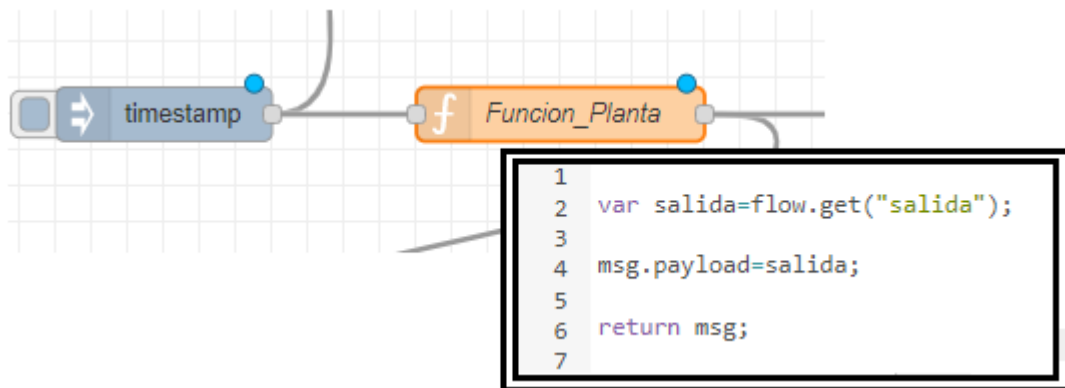 timestamp
f Funcion_Planta
1
2 var salida=flow.get("salida");
3
4 msg.payload=salida;
5
6 return msg;
7